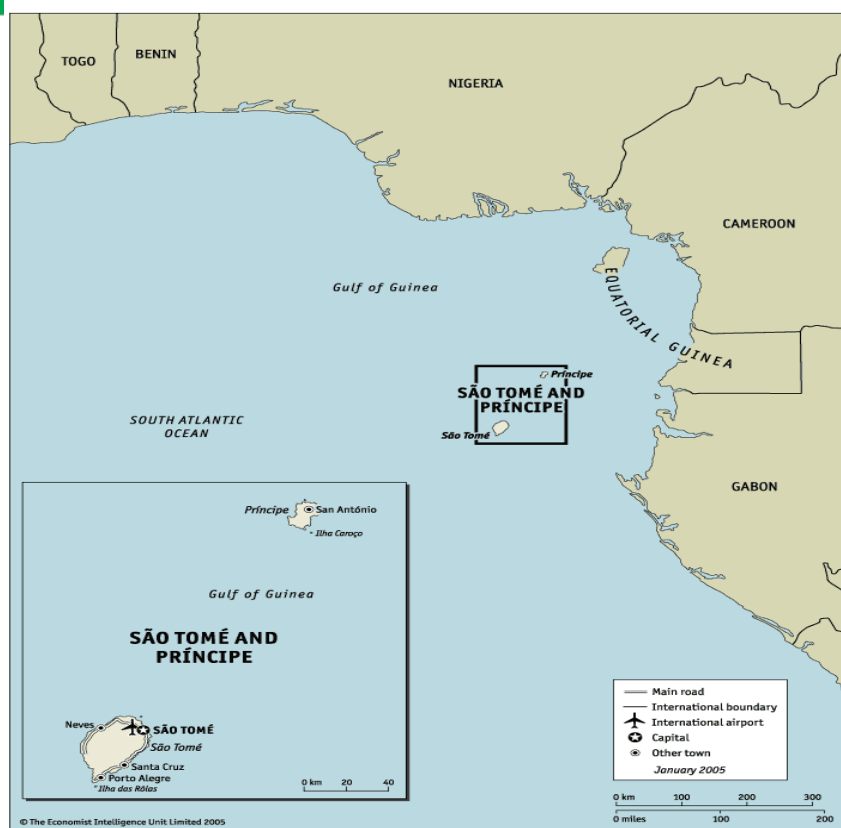 TOGO
BENIN
NIGERIA
CAMEROON
Gulf of Guinea
EQUATORIAL GUINEA
Príncipe
SÃO TOMÉ AND
PRÍNCIPE
São Tomé
SOUTH ATLANTIC
OCEAN
GABON
Príncipe
San António
Ilha Caroço
Gulf of Guinea
SÃO TOMÉ AND
PRÍNCIPE
Neves
SÃO TOMÉ
São Tomé
Santa Cruz
Porto Alegre
Ilha das Rôlas
0 km 20 40
Main road
International boundary
International airport
Capital
Other town
January 2005
0 km 100 200 300
0 miles 100 200
© The Economist Intelligence Unit Limited 2005